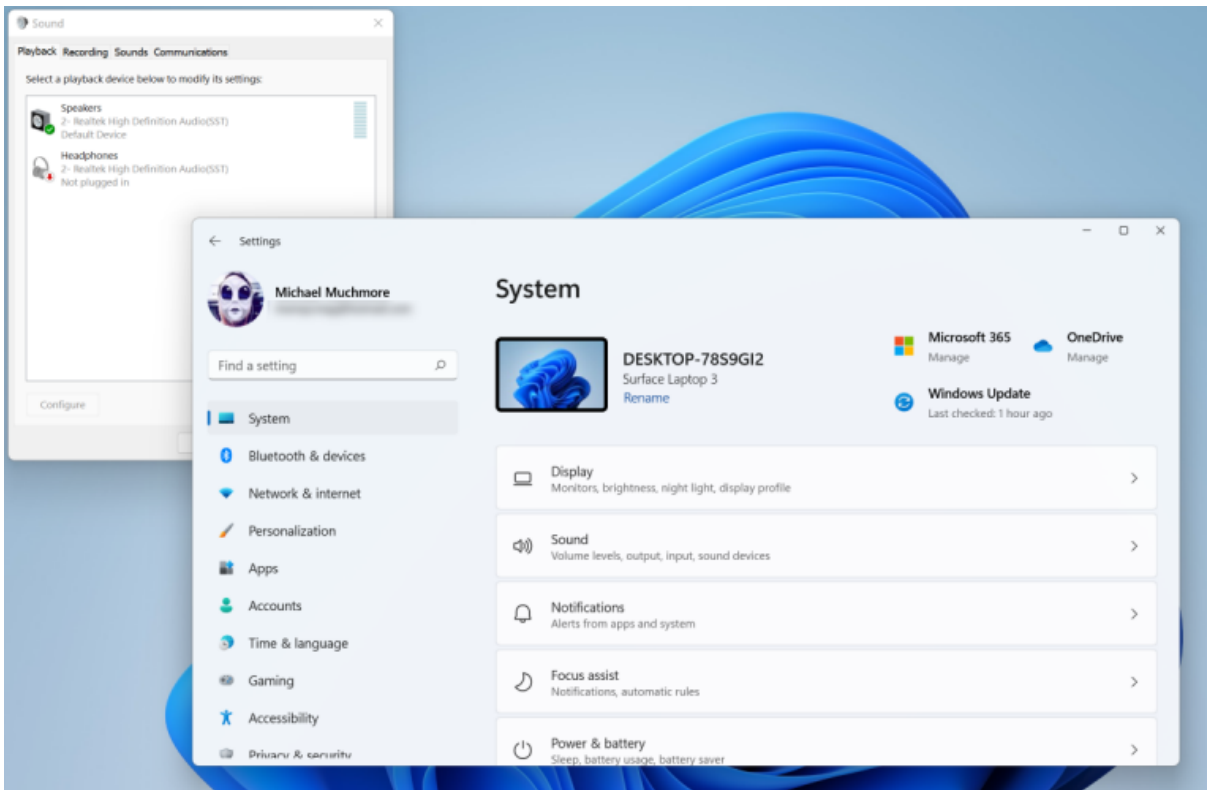 Sound
Playback Recording Sounds Communications
Select a playback device below to modify its settings:
Speakers
2- Realtek High Definition Audio(SST)
Default Device
Headphones
2- Realtek High Definition Audio(SST)
Not plugged in
Configure
Settings
Michael Muchmore
Find a setting
System
Bluetooth & devices
Network & internet
Personalization
Apps
Accounts
Time & language
Gaming
Accessibility
Privacy & security
System
DESKTOP-78S9GI2
Surface Laptop 3
Rename
Microsoft 365
Manage
OneDrive
Manage
Windows Update
Last checked: 1 hour ago
Display
Monitors, brightness, night light, display profile
Sound
Volume levels, output, input, sound devices
Notifications
Alerts from apps and system
Focus assist
Notifications, automatic rules
Power & battery
Sleep, battery usage, battery saver